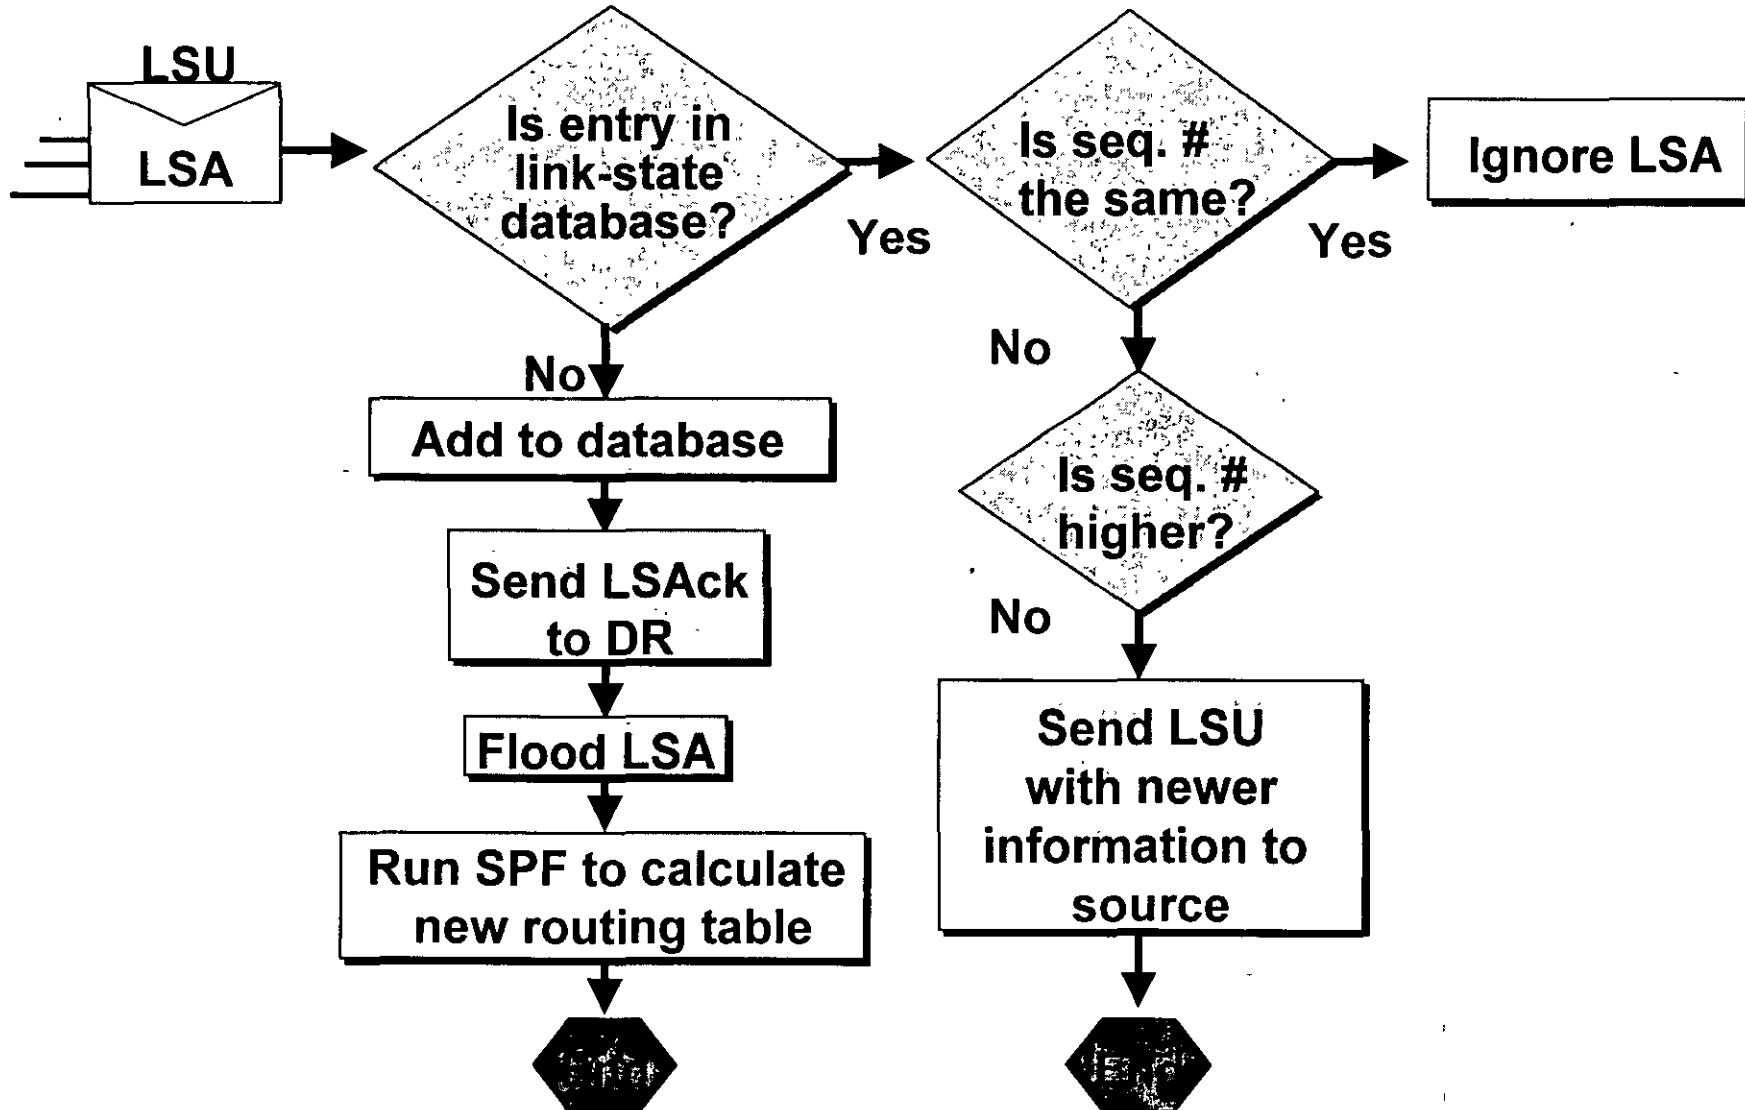 LSU
LSA
Is entry in
link-state
database?
Yes
Is seq. #
the same?
Yes
Ignore LSA
No
Add to database
Send LSAck
to DR
Flood LSA
Run SPF to calculate
new routing table
No
Is seq. #
higher?
No
Send LSU
with newer
information to
source